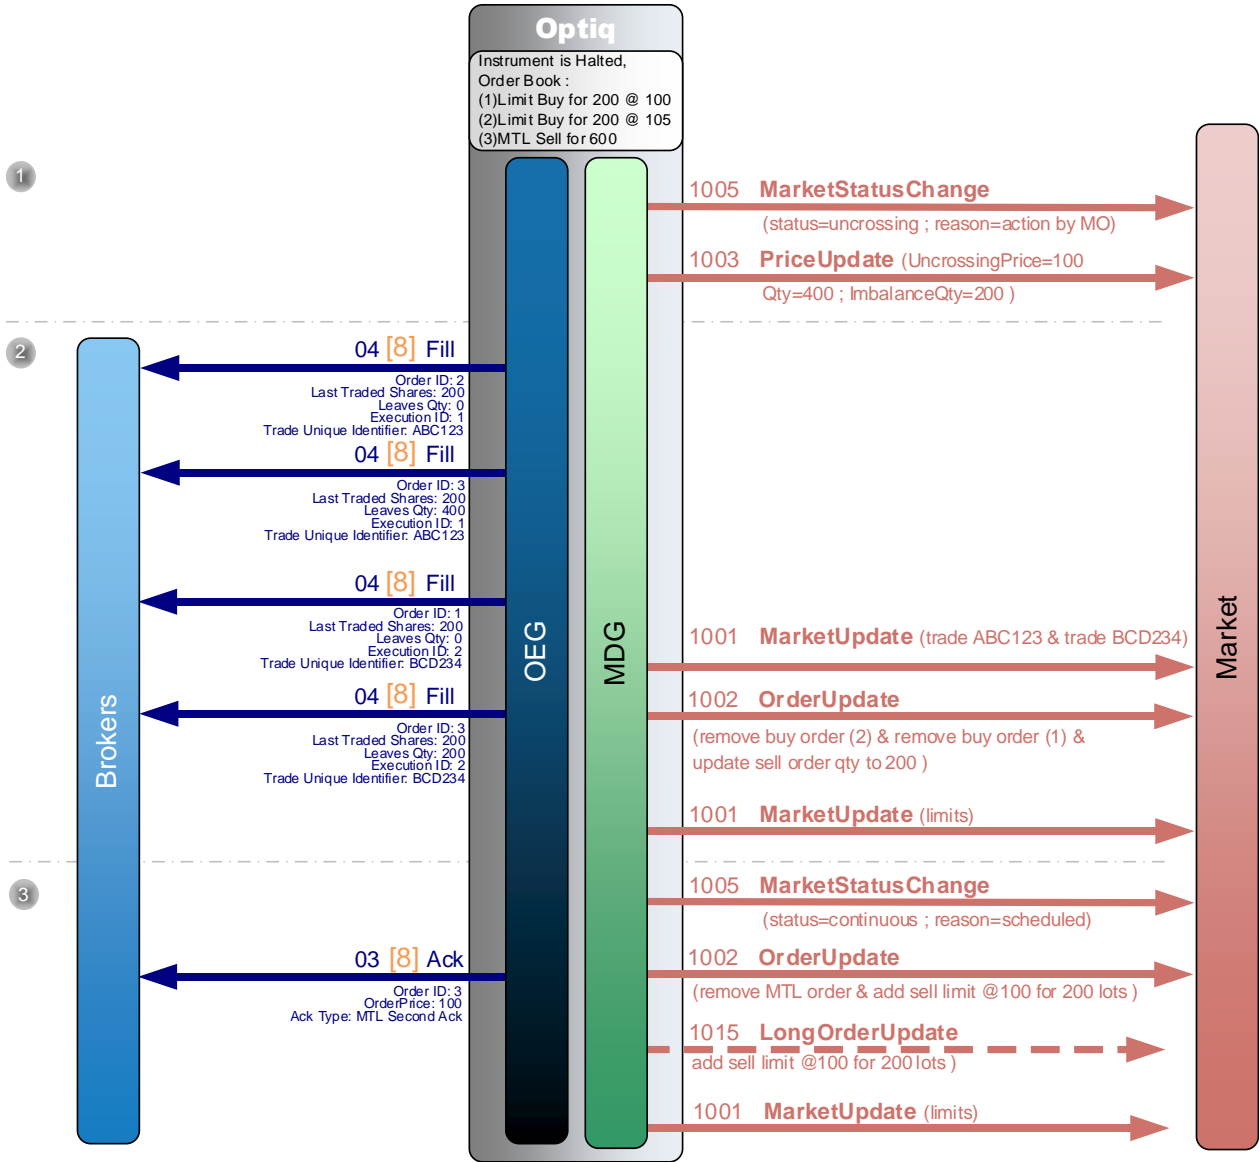 Optiq
Instrument is Halted,
Order Book :
(1)Limit Buy for 200 @ 100
(2)Limit Buy for 200 @ 105
(3)MTL Sell for 600
1
1005 MarketStatusChange
(status=uncrossing ; reason=action by MO)
1003 PriceUpdate (UncrossingPrice=100
Qty=400 ; ImbalanceQty=200 )
2
04 [8] Fill
Order ID: 2
Last Traded Shares: 200
Leaves Qty: 0
Execution ID: 1
Trade Unique Identifier: ABC123
04 [8] Fill
Order ID: 3
Last Traded Shares: 200
Leaves Qty: 400
Execution ID: 1
Trade Unique Identifier: ABC123
04 [8] Fill
Order ID: 1
Last Traded Shares: 200
Leaves Qty: 0
Execution ID: 2
Trade Unique Identifier: BCD234
04 [8] Fill
Order ID: 3
Last Traded Shares: 200
Leaves Qty: 200
Execution ID: 2
Trade Unique Identifier: BCD234
1001 MarketUpdate (trade ABC123 & trade BCD234)
1002 OrderUpdate
(remove buy order (2) & remove buy order (1) &
update sell order qty to 200 )
1001 MarketUpdate (limits)
Brokers
OEG
MDG
Market
3
1005 MarketStatusChange
(status=continuous ; reason=scheduled)
03 [8] Ack
Order ID: 3
OrderPrice: 100
Ack Type: MTL Second Ack
1002 OrderUpdate
(remove MTL order & add sell limit @100 for 200 lots )
1015 LongOrderUpdate
add sell limit @100 for 200 lots )
1001 MarketUpdate (limits)